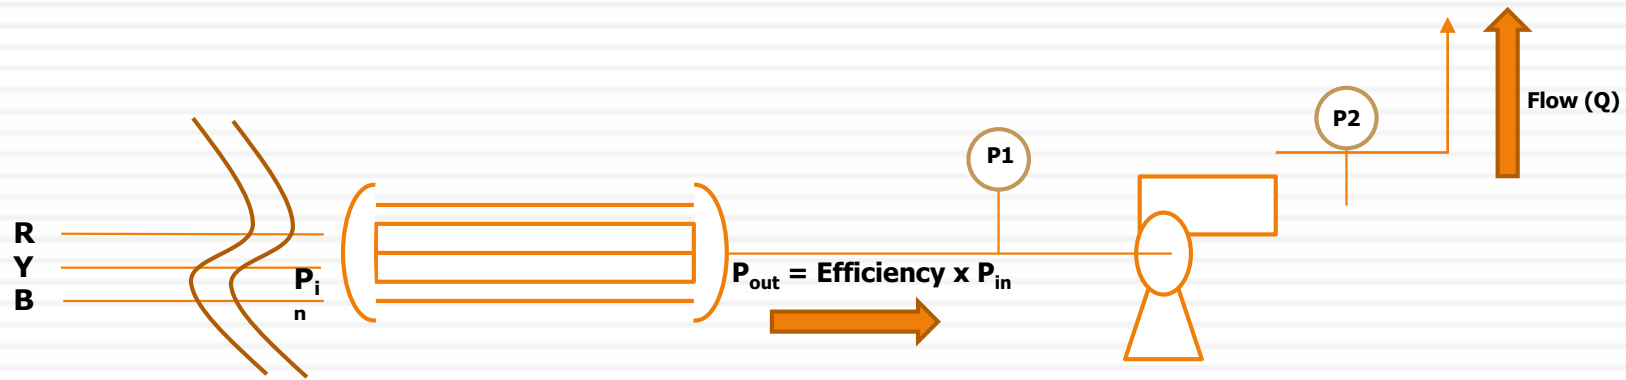 P2
Flow (Q)
P1
R
Y
B
Pi
n
Pout = Efficiency x Pin